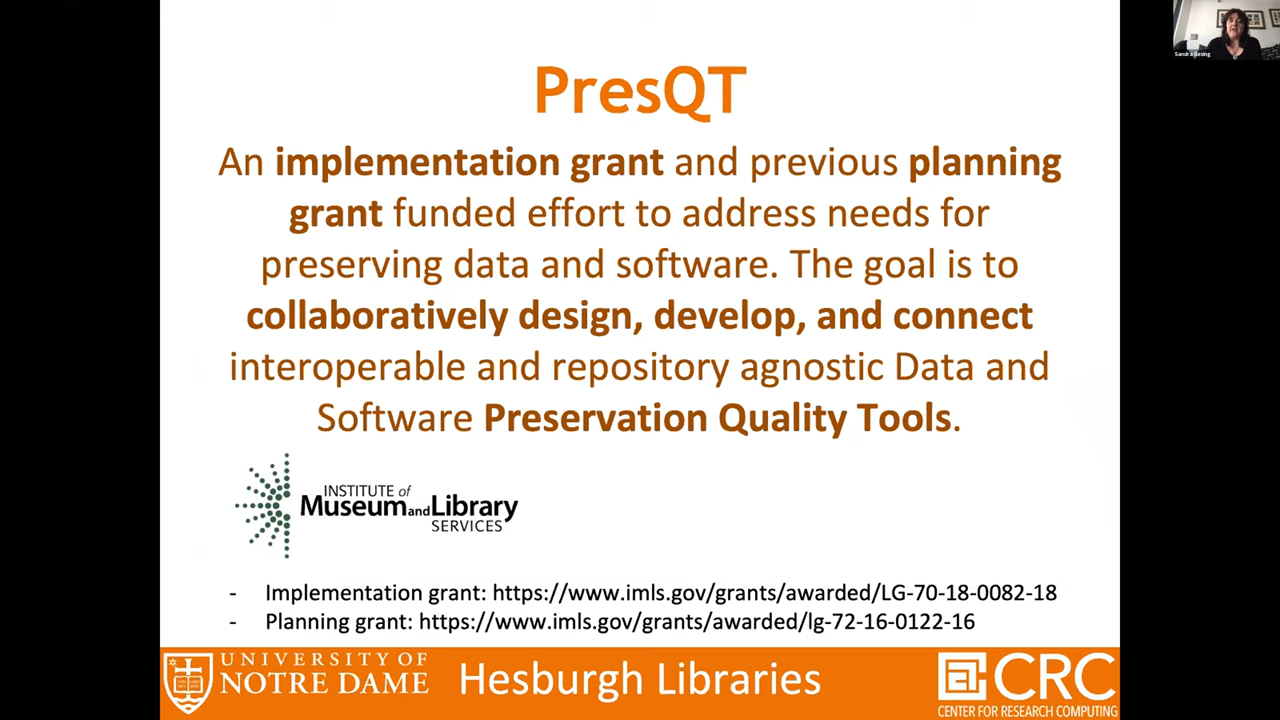 Sandra Gesing
PresQT
An implementation grant and previous planning
grant funded effort to address needs for
preserving data and software. The goal is to
collaboratively design, develop, and connect
interoperable and repository agnostic Data and
Software Preservation Quality Tools.
INSTITUTE of
Museum and Library
SERVICES
- Implementation grant: https://www.imls.gov/grants/awarded/LG-70-18-0082-18
- Planning grant: https://www.imls.gov/grants/awarded/lg-72-16-0122-16
UNIVERSITY OF
NOTRE DAME
Hesburgh Libraries
CRC
CENTER FOR RESEARCH COMPUTING